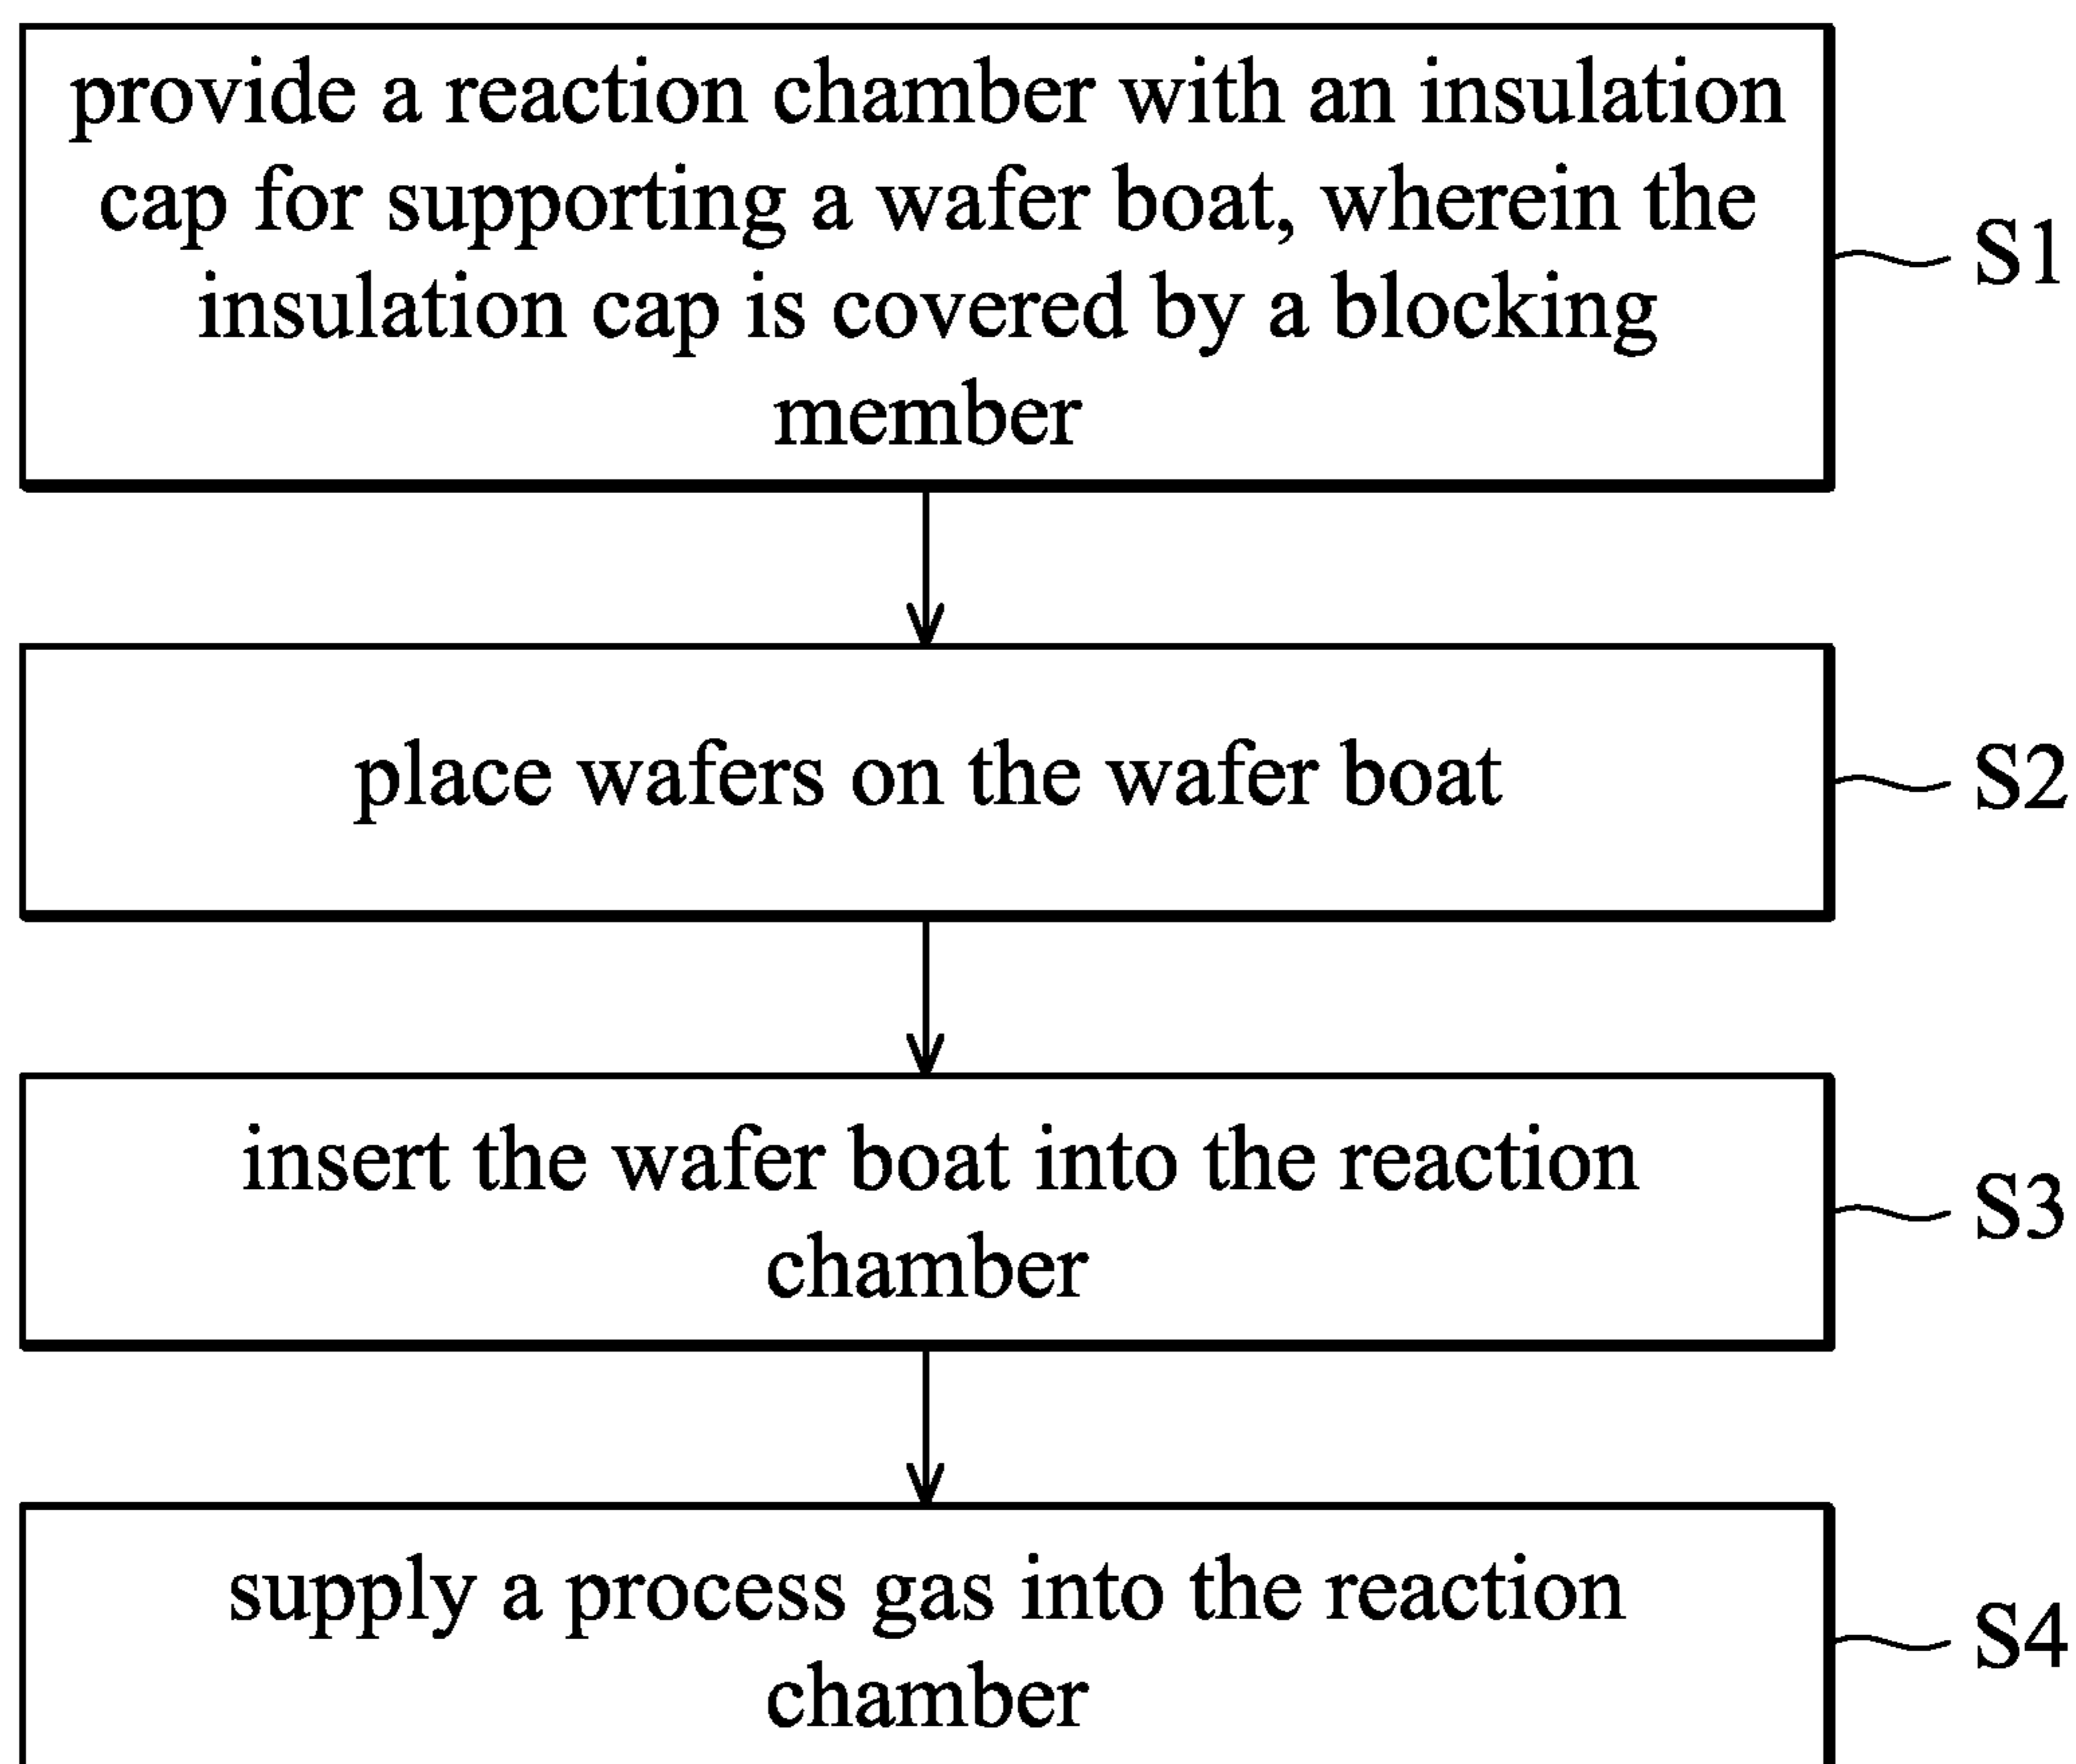 provide a reaction chamber with an insulation
cap for supporting a wafer boat, wherein the
insulation cap is covered by a blocking
member
S1
place wafers on the wafer boat
S2
insert the wafer boat into the reaction
chamber
S3
supply a process gas into the reaction
chamber
S4